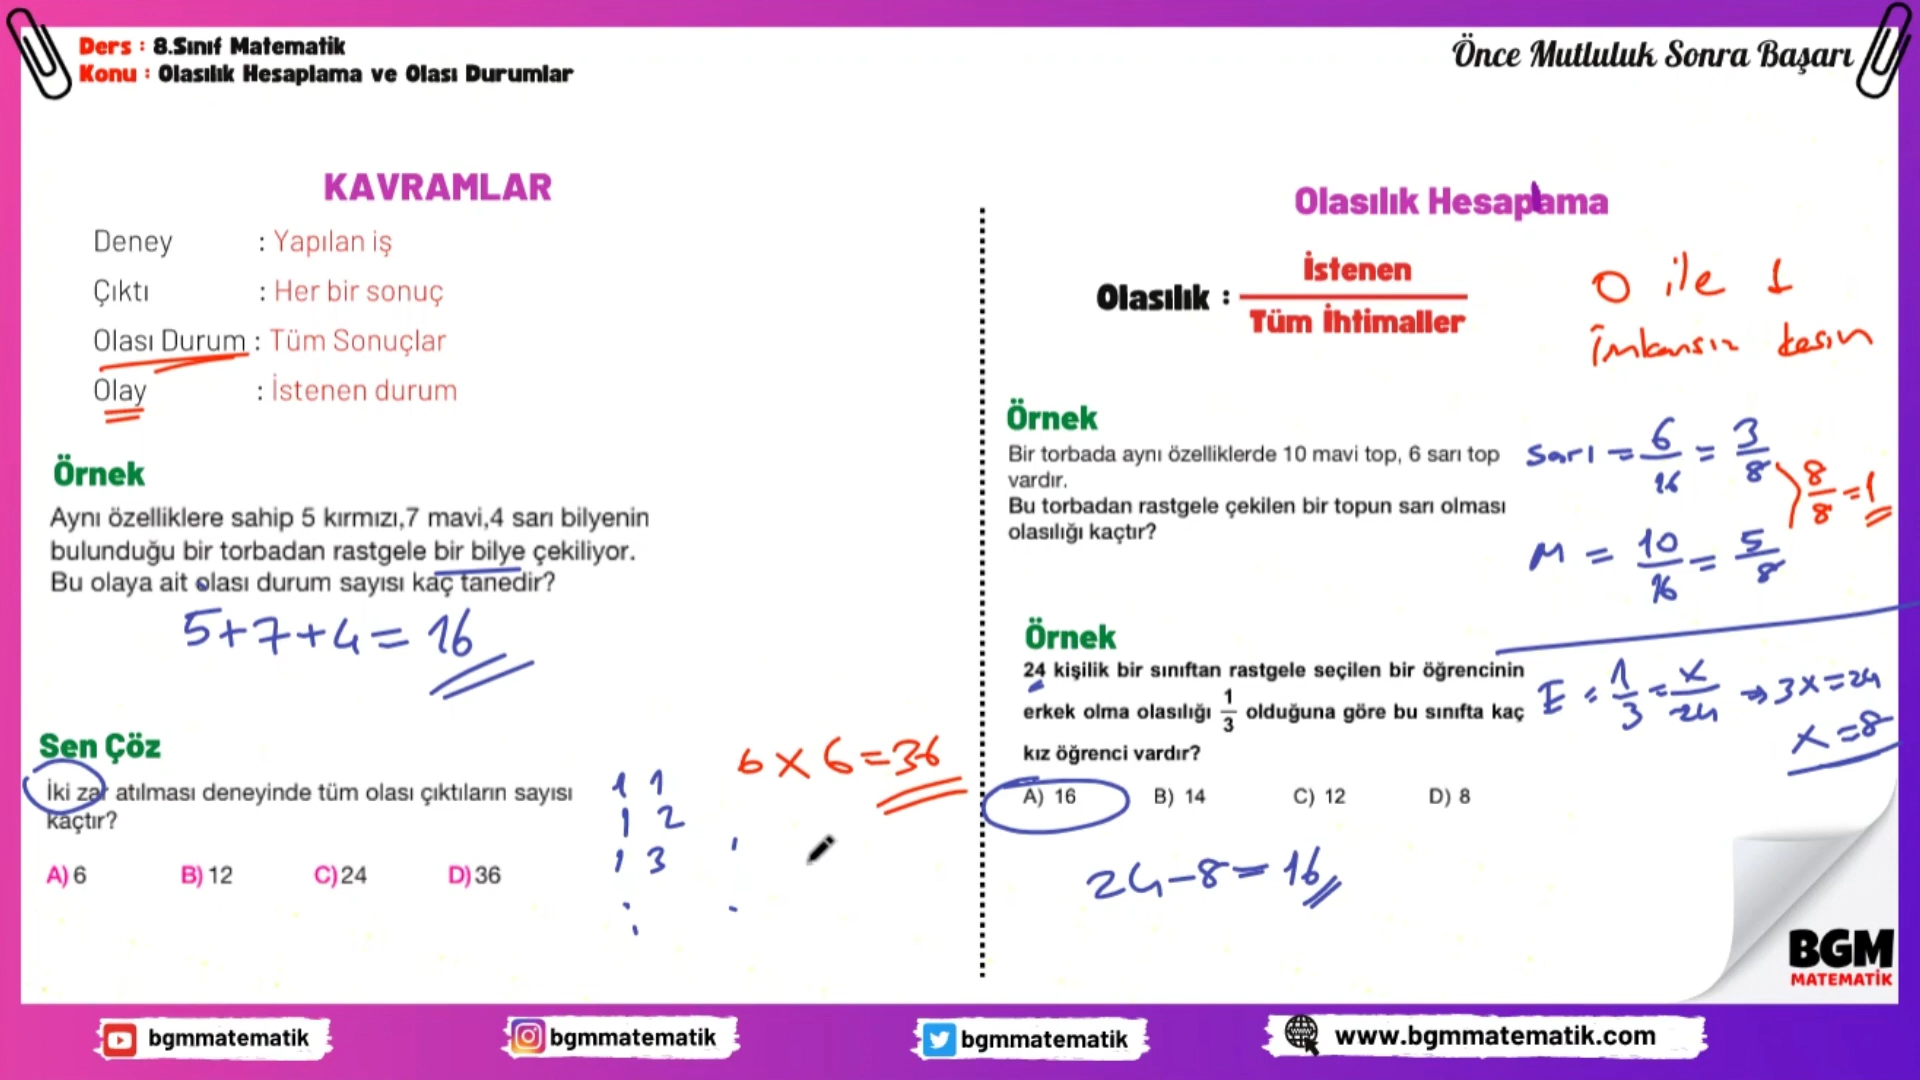 Ders : 8.Sınıf Matematik
Konu : Olasılık Hesaplama ve Olası Durumlar
Önce Mutluluk Sonra Başarı
KAVRAMLAR
Deney : Yapılan iş
Çıktı : Her bir sonuç
Olası Durum : Tüm Sonuçlar
Olay : İstenen durum
Örnek
Aynı özelliklere sahip 5 kırmızı,7 mavi,4 sarı bilyenin
bulunduğu bir torbadan rastgele bir bilye çekiliyor.
Bu olaya ait olası durum sayısı kaç tanedir?
5+7+4=16
Sen Çöz
İki zar atılması deneyinde tüm olası çıktıların sayısı
kaçtır?
A) 6 B) 12 C) 24 D) 36
1 1
1 2
1 3
6 x 6 = 36
Olasılık Hesaplama
Olasılık : İstenen / Tüm İhtimaller
0 ile 1
imkansız kesin
Örnek
Bir torbada aynı özelliklerde 10 mavi top, 6 sarı top
vardır.
Bu torbadan rastgele çekilen bir topun sarı olması
olasılığı kaçtır?
Sarı = 6/16 = 3/8
8/8 = 1
M = 10/16 = 5/8
Örnek
24 kişilik bir sınıftan rastgele seçilen bir öğrencinin
erkek olma olasılığı 1/3 olduğuna göre bu sınıfta kaç
kız öğrenci vardır?
A) 16 B) 14 C) 12 D) 8
E = 1/3 = x/24 ⇒ 3x=24
x=8
24-8=16
BGM
MATEMATİK
bgmmatematik
bgmmatematik
bgmmatematik
www.bgmmatematik.com